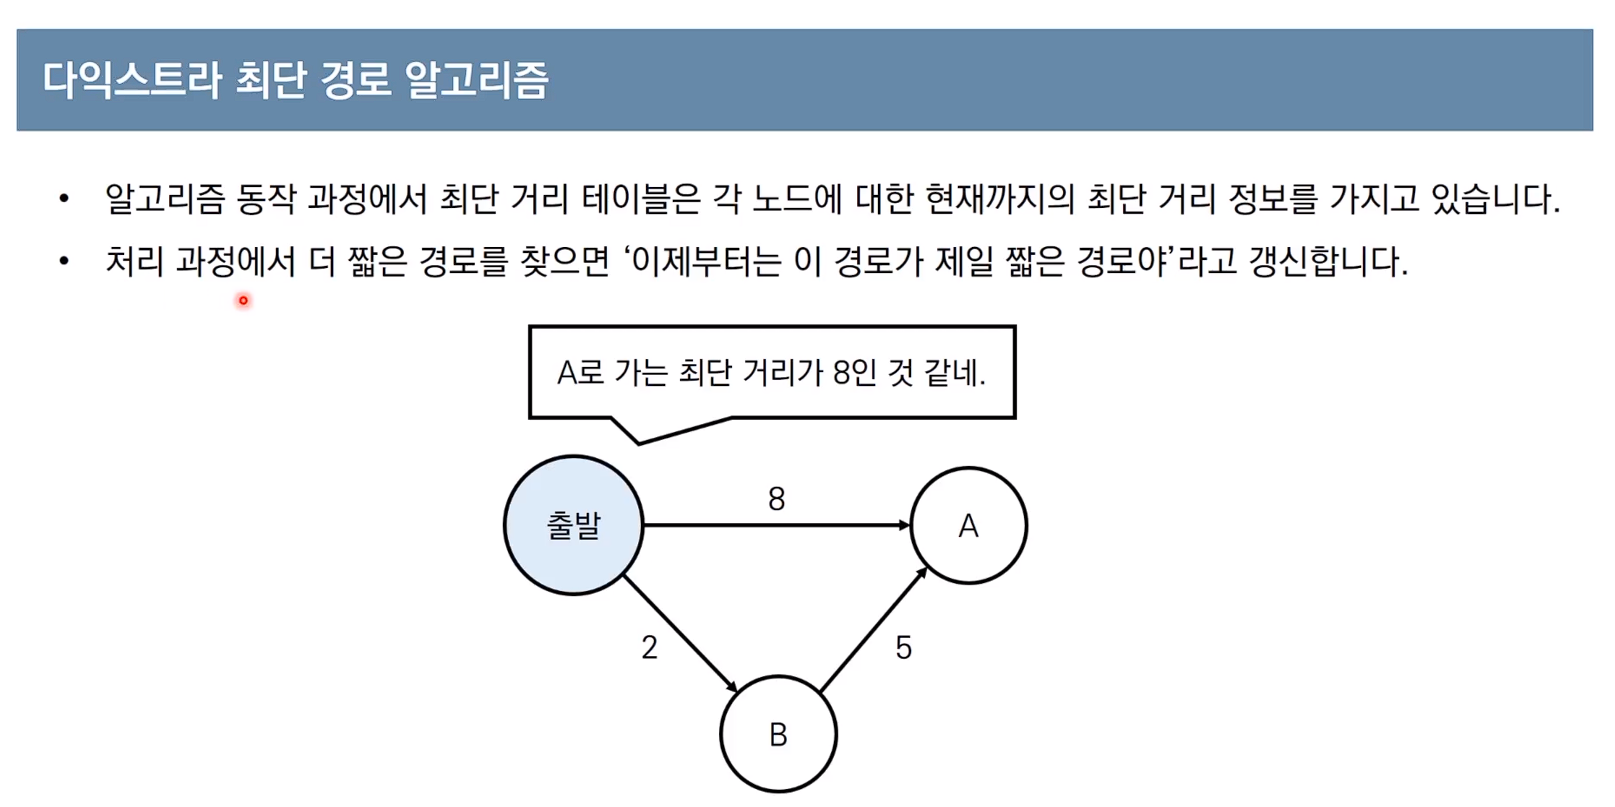 다익스트라 최단 경로 알고리즘
• 알고리즘 동작 과정에서 최단 거리 테이블은 각 노드에 대한 현재까지의 최단 거리 정보를 가지고 있습니다.
• 처리 과정에서 더 짧은 경로를 찾으면 ‘이제부터는 이 경로가 제일 짧은 경로야’라고 갱신합니다.
A로 가는 최단 거리가 8인 것 같네.
8
출발
A
2
5
B